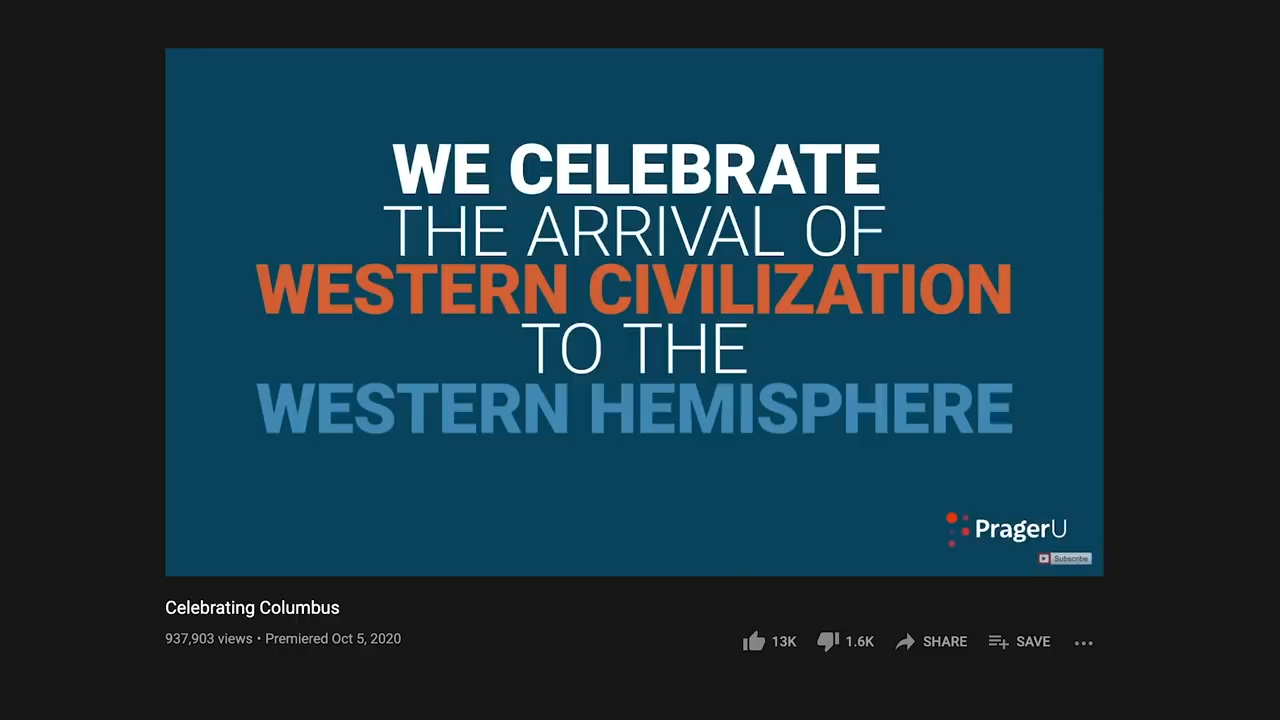 WE CELEBRATE
THE ARRIVAL OF
WESTERN CIVILIZATION
TO THE
WESTERN HEMISPHERE
PragerU
Subscribe
Celebrating Columbus
937,903 views • Premiered Oct 5, 2020
13K 1.6K SHARE SAVE